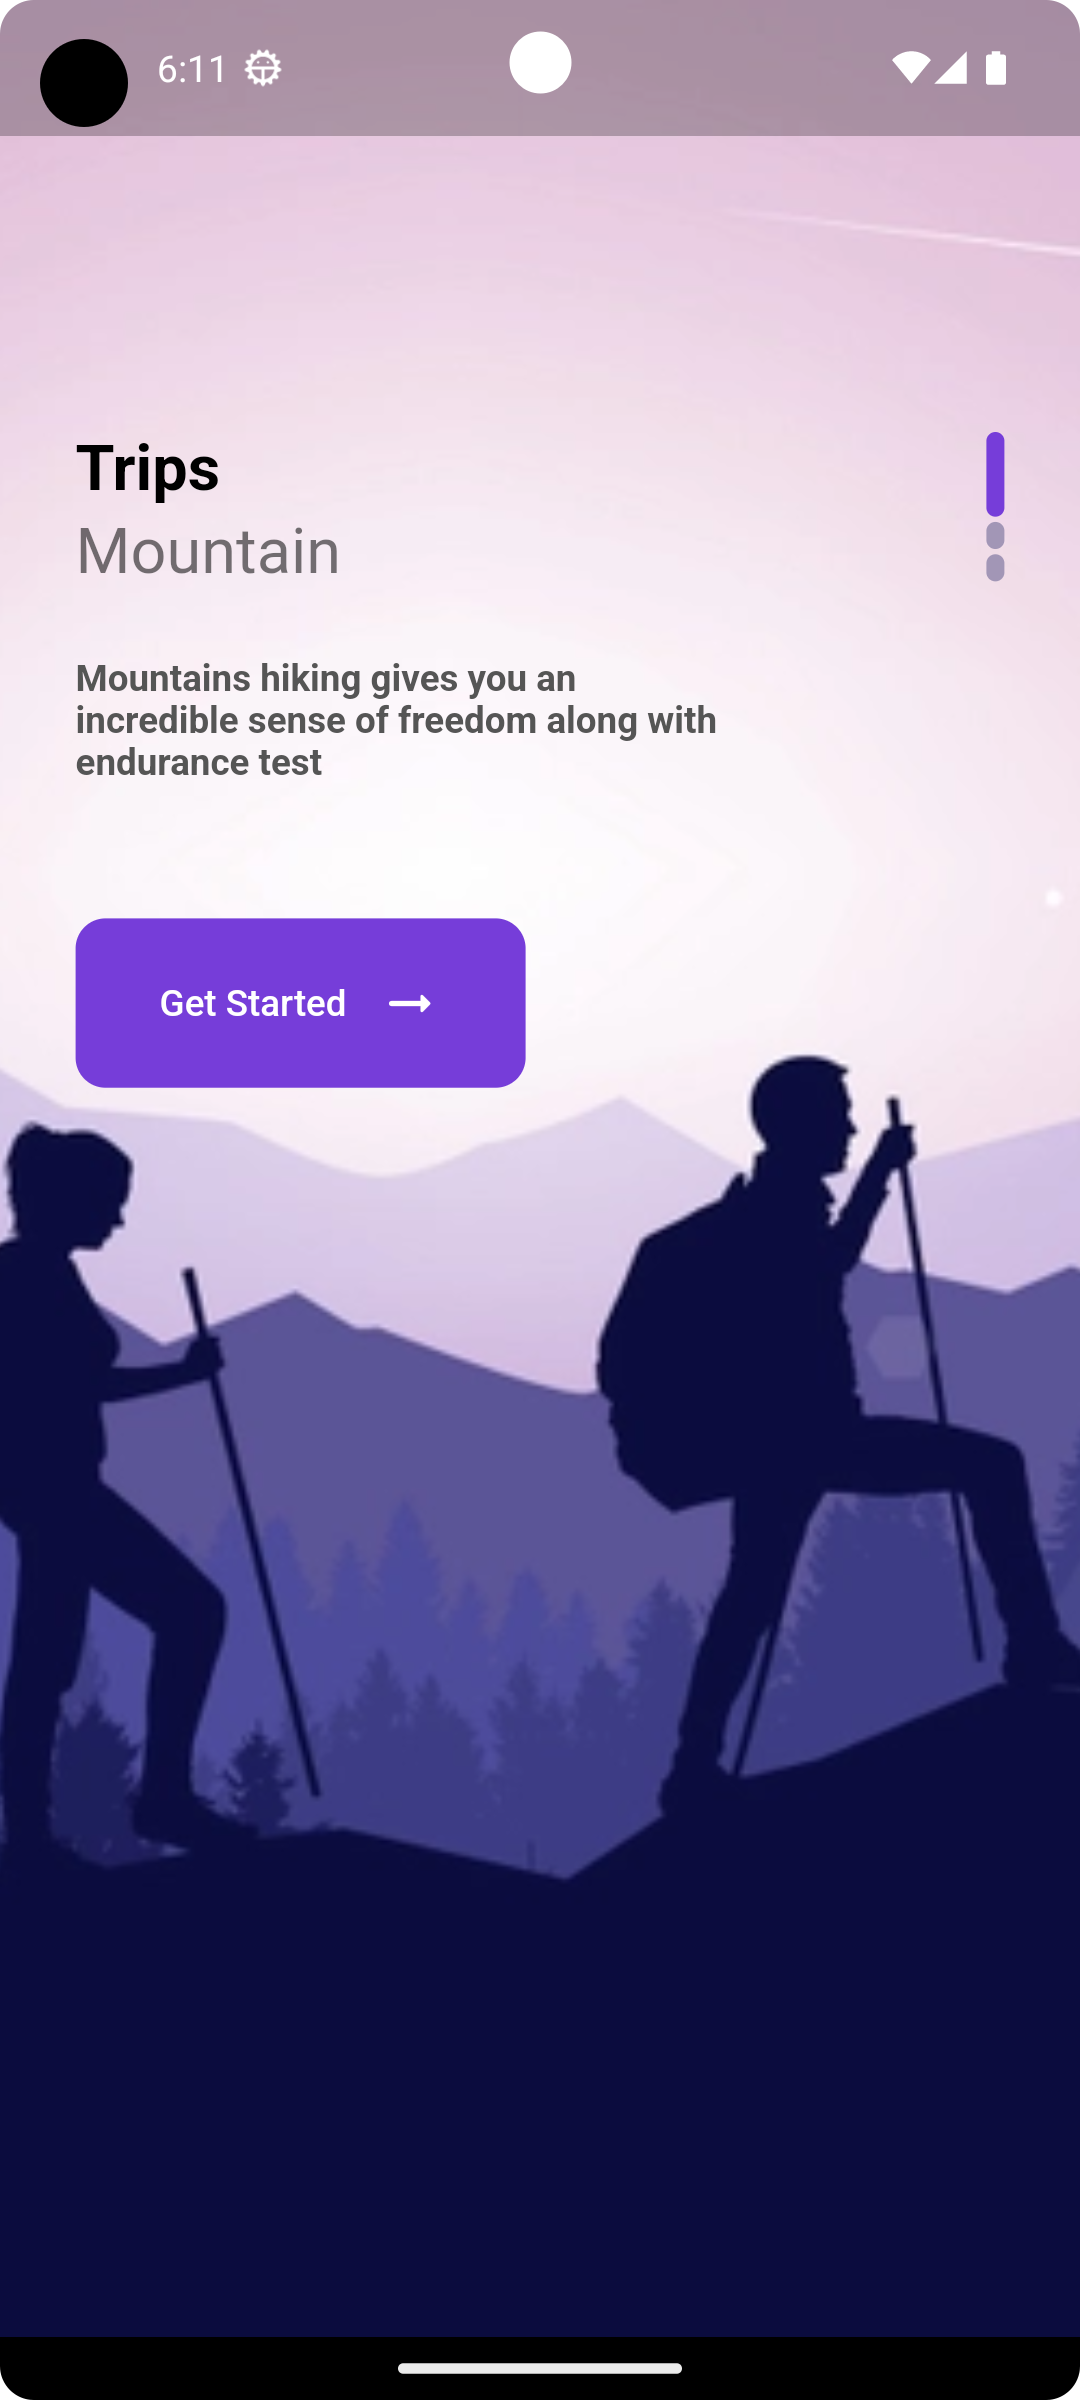 6:11
Trips
Mountain
Mountains hiking gives you an
incredible sense of freedom along with
endurance test
Get Started